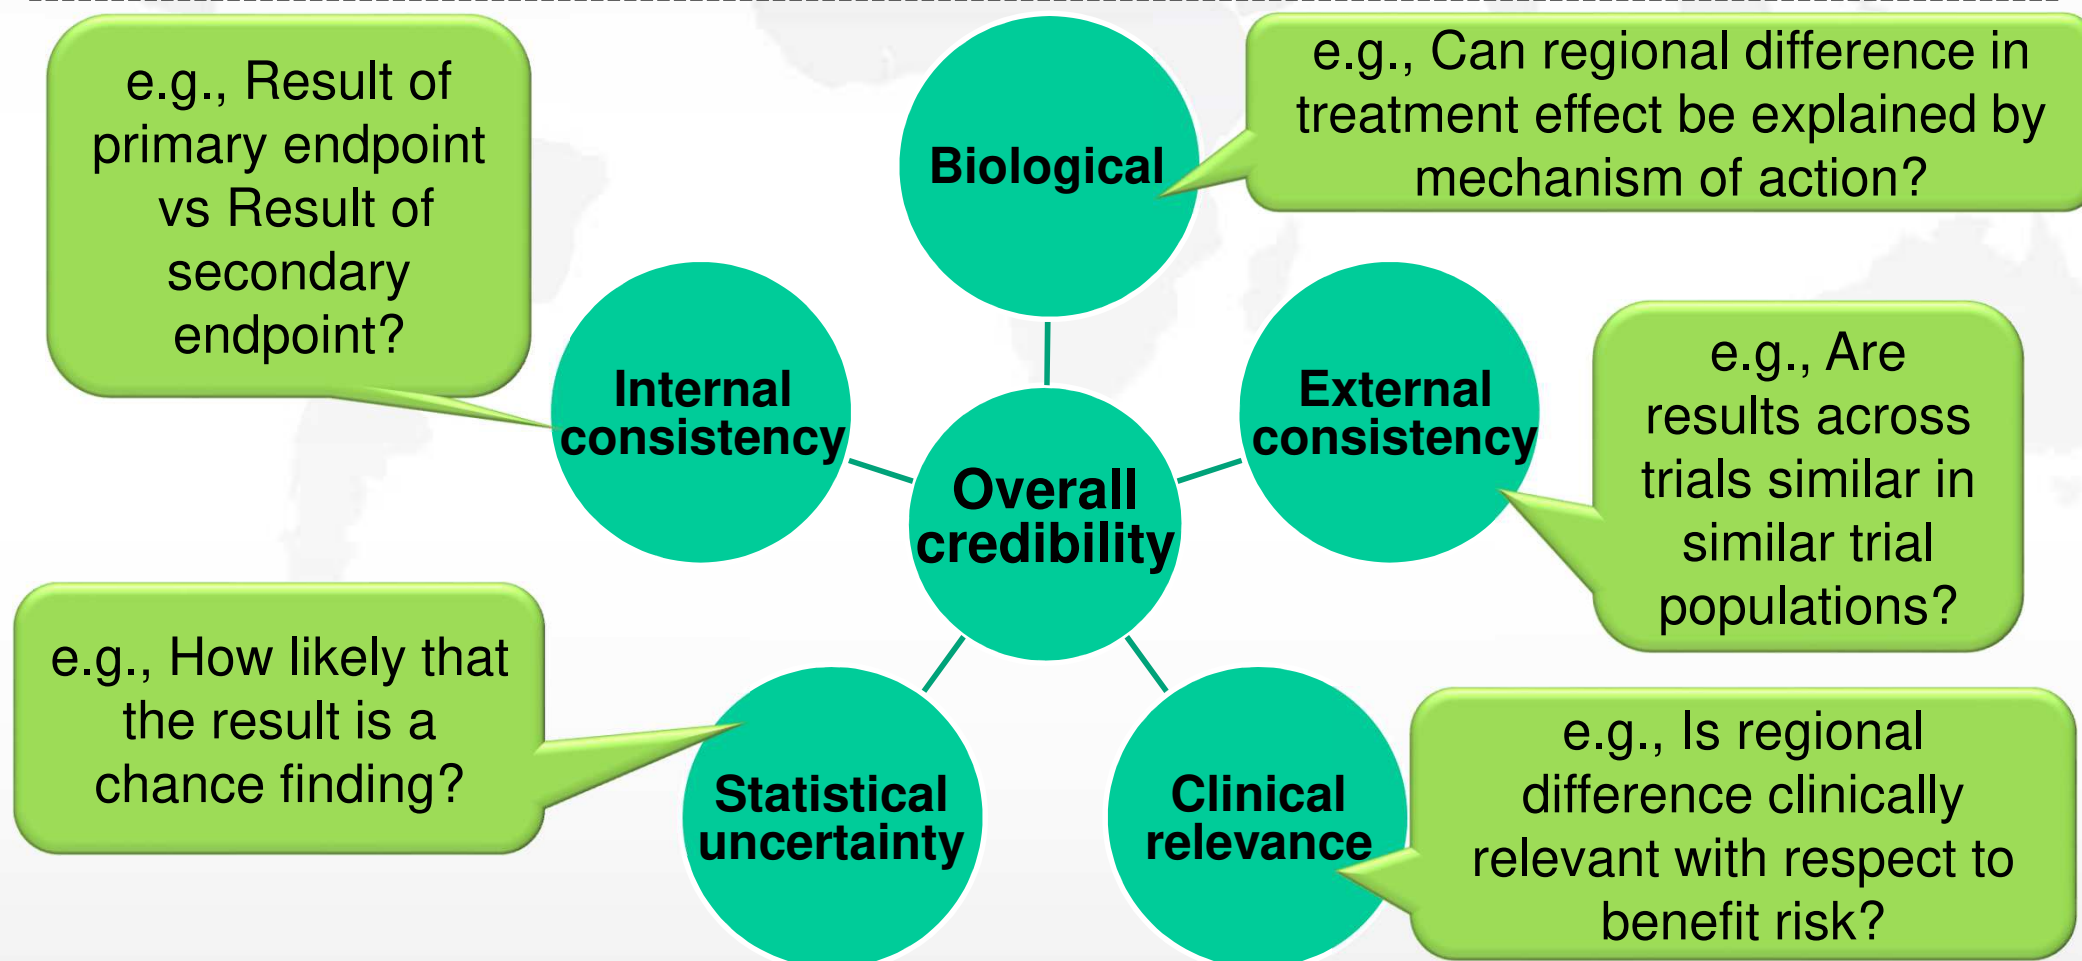 e.g., Result of
primary endpoint
vs Result of
secondary
endpoint?
Biological
e.g., Can regional difference in
treatment effect be explained by
mechanism of action?
Internal
consistency
External
consistency
e.g., Are
results across
trials similar in
similar trial
populations?
Overall
credibility
e.g., How likely that
the result is a
chance finding?
Statistical
uncertainty
Clinical
relevance
e.g., Is regional
difference clinically
relevant with respect to
benefit risk?